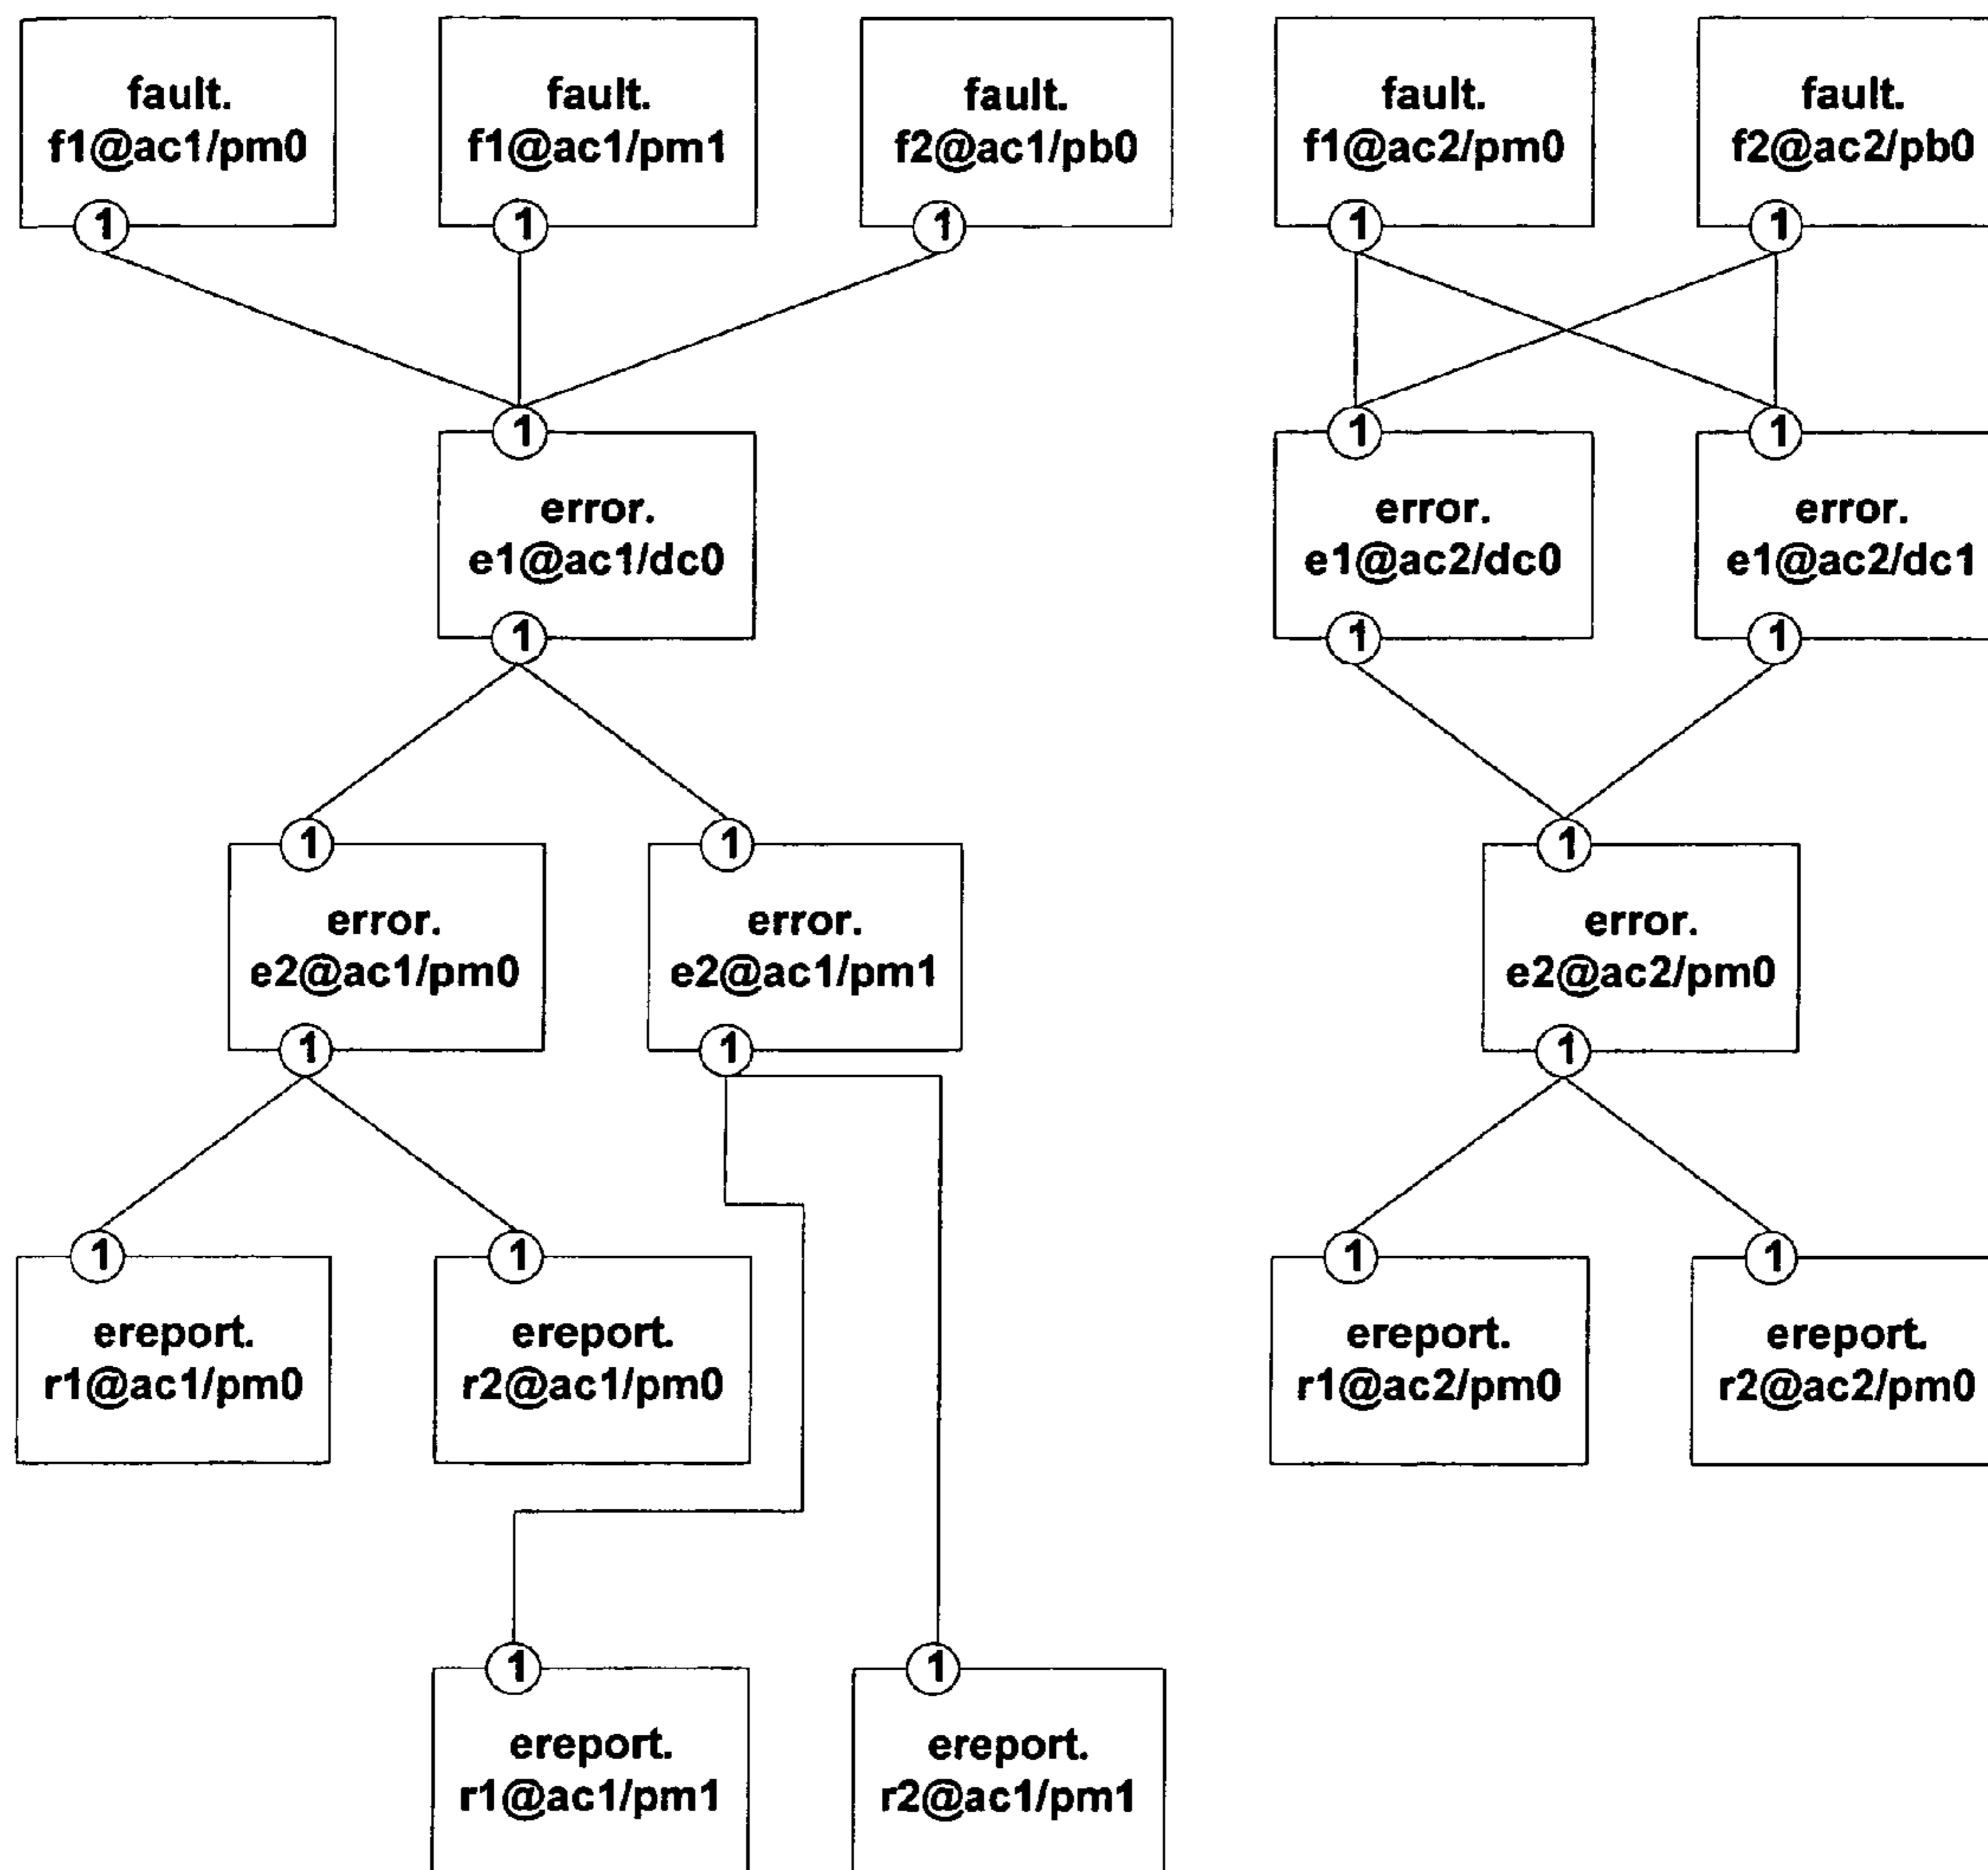 fault.
f1@ac1/pm0
fault.
f1@ac1/pm1
fault.
f2@ac1/pb0
fault.
f1@ac2/pm0
fault.
f2@ac2/pb0
1
1
1
1
1
1
1
1
error.
e1@ac1/dc0
error.
e1@ac2/dc0
error.
e1@ac2/dc1
1
1
1
1
1
1
error.
e2@ac1/pm0
error.
e2@ac1/pm1
error.
e2@ac2/pm0
1
1
1
1
1
1
1
ereport.
r1@ac1/pm0
ereport.
r2@ac1/pm0
ereport.
r1@ac2/pm0
ereport.
r2@ac2/pm0
1
1
ereport.
r1@ac1/pm1
ereport.
r2@ac1/pm1